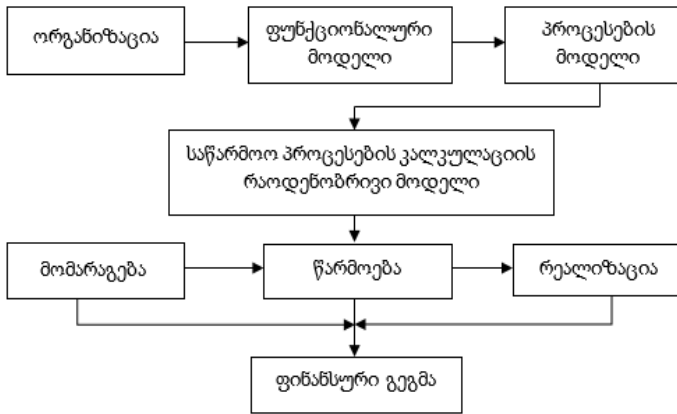 ორგანიზაცია
ფუნქციონალური
მოდელი
პროცესების
მოდელი
საწარმოო პროცესების კალკულაციის
რაოდენობრივი მოდელი
მომარაგება
წარმოება
რეალიზაცია
ფინანსური გეგმა